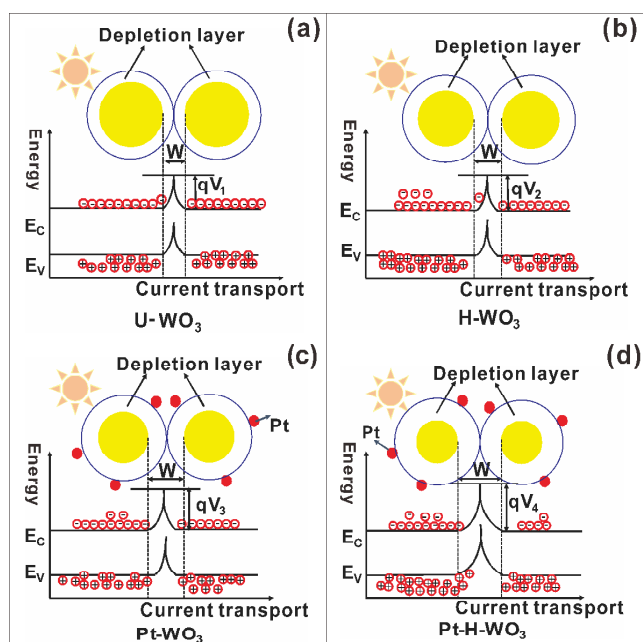 (a)
Depletion layer
Energy
W
qV1
EC
EV
Current transport
U-WO3
(b)
Depletion layer
Energy
W
qV2
EC
EV
Current transport
H-WO3
(c)
Depletion layer
Pt
Energy
W
qV3
EC
EV
Current transport
Pt-WO3
(d)
Depletion layer
Pt
Energy
W
qV4
EC
EV
Current transport
Pt-H-WO3